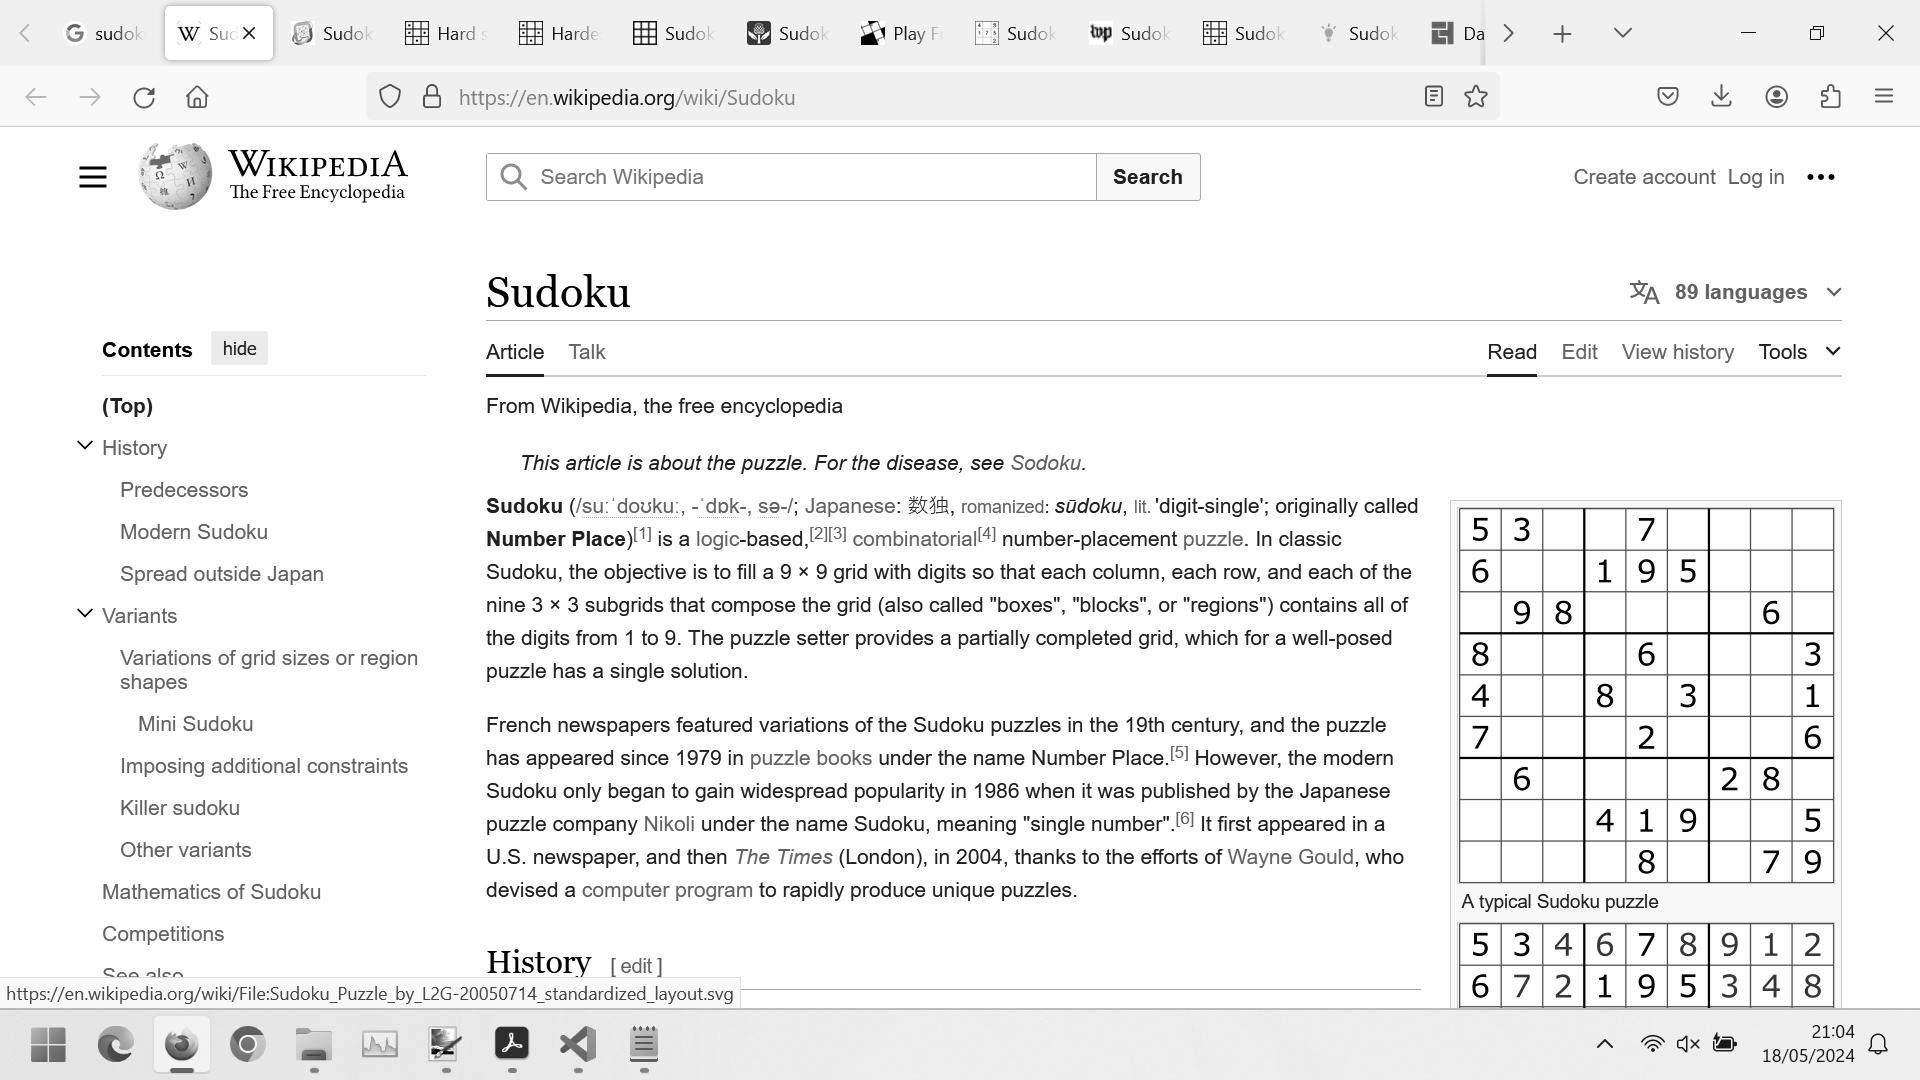 sudok
Suc
Sudok
Hard s
Harde
Sudok
Sudok
Play F
Sudok
Sudok
Sudok
Sudok
Da
https://en.wikipedia.org/wiki/Sudoku
WIKIPEDIA
The Free Encyclopedia
Search Wikipedia
Search
Create account Log in
Sudoku
89 languages
Contents hide
Article Talk
Read Edit View history Tools
(Top)
From Wikipedia, the free encyclopedia
History
Predecessors
Modern Sudoku
Spread outside Japan
Variants
Variations of grid sizes or region
shapes
Mini Sudoku
Imposing additional constraints
Killer sudoku
Other variants
Mathematics of Sudoku
Competitions
See also
This article is about the puzzle. For the disease, see Sodoku.
Sudoku (/suːˈdoʊkuː, -ˈdɒk-, sə-/; Japanese: 数独, romanized: sūdoku, lit. 'digit-single'; originally called
Number Place)[1] is a logic-based,[2][3] combinatorial[4] number-placement puzzle. In classic
Sudoku, the objective is to fill a 9 × 9 grid with digits so that each column, each row, and each of the
nine 3 × 3 subgrids that compose the grid (also called "boxes", "blocks", or "regions") contains all of
the digits from 1 to 9. The puzzle setter provides a partially completed grid, which for a well-posed
puzzle has a single solution.
French newspapers featured variations of the Sudoku puzzles in the 19th century, and the puzzle
has appeared since 1979 in puzzle books under the name Number Place.[5] However, the modern
Sudoku only began to gain widespread popularity in 1986 when it was published by the Japanese
puzzle company Nikoli under the name Sudoku, meaning "single number".[6] It first appeared in a
U.S. newspaper, and then The Times (London), in 2004, thanks to the efforts of Wayne Gould, who
devised a computer program to rapidly produce unique puzzles.
History [ edit ]
5 3 7
6 1 9 5
9 8 6
8 6 3
4 8 3 1
7 2 6
6 2 8
4 1 9 5
8 7 9
A typical Sudoku puzzle
5 3 4 6 7 8 9 1 2
6 7 2 1 9 5 3 4 8
https://en.wikipedia.org/wiki/File:Sudoku_Puzzle_by_L2G-20050714_standardized_layout.svg
21:04
18/05/2024